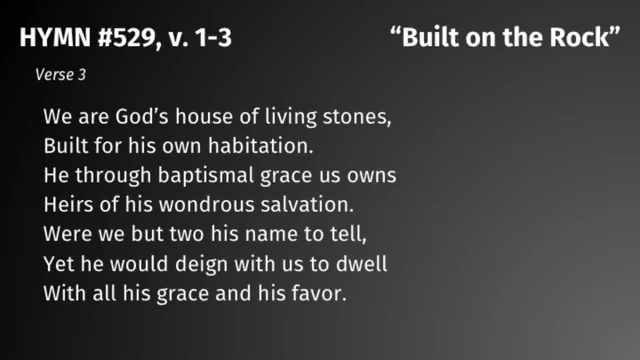 HYMN #529, v. 1-3
“Built on the Rock”
Verse 3
We are God’s house of living stones,
Built for his own habitation.
He through baptismal grace us owns
Heirs of his wondrous salvation.
Were we but two his name to tell,
Yet he would deign with us to dwell
With all his grace and his favor.